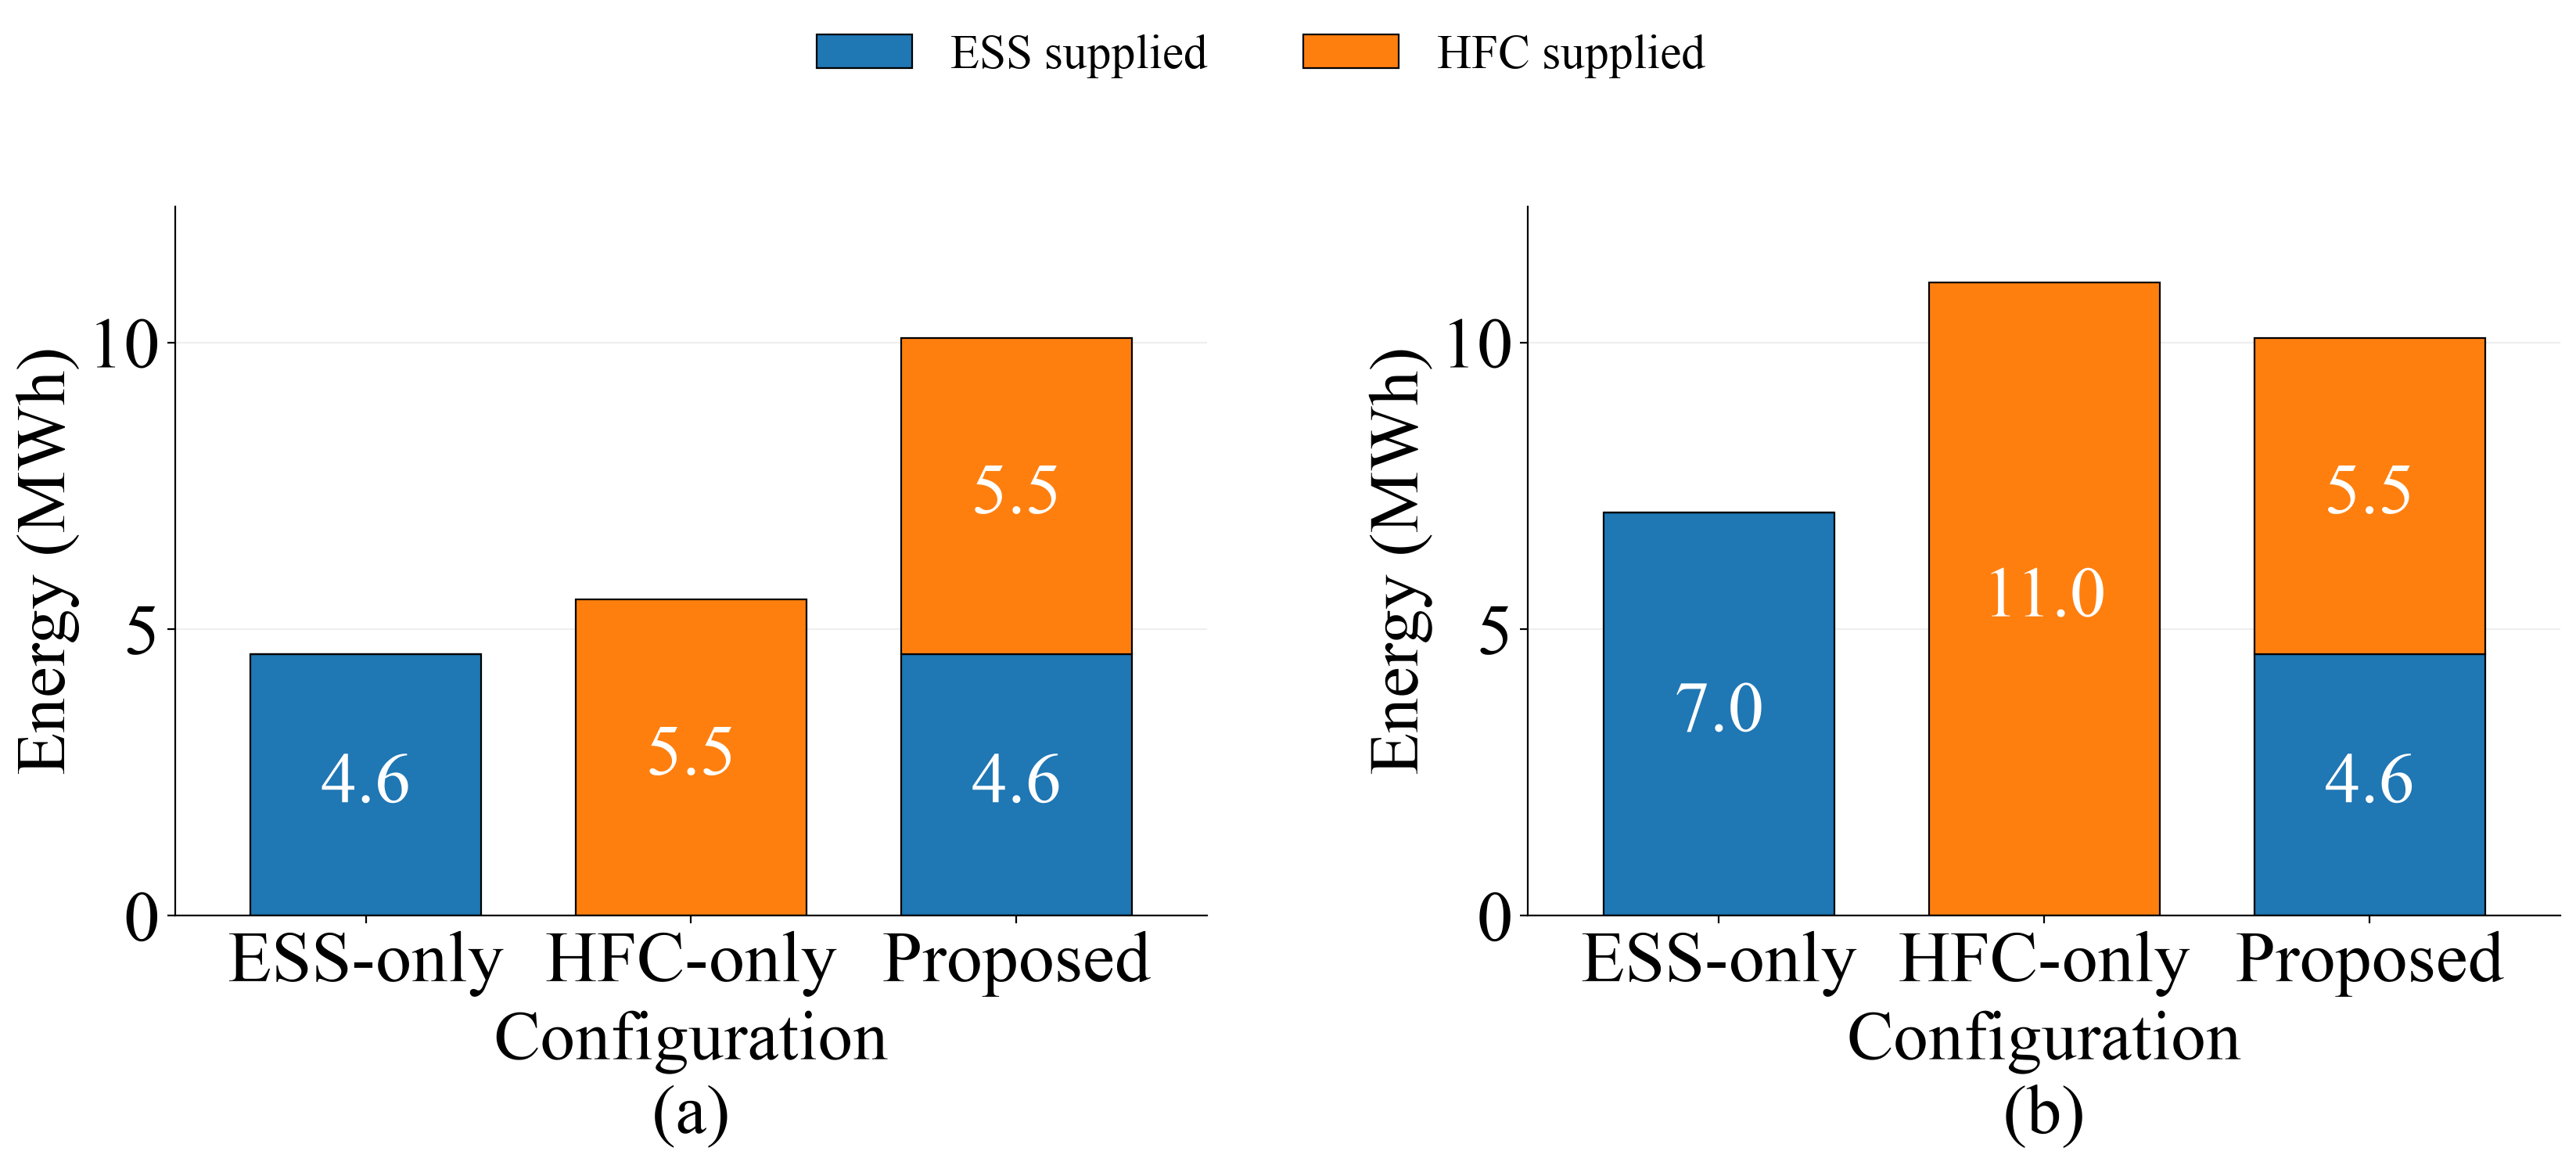 ESS supplied HFC supplied
Energy (MWh)
10
5
0
4.6
5.5
5.5
4.6
ESS-only HFC-only Proposed
Configuration
(a)
Energy (MWh)
10
5
0
7.0
11.0
5.5
4.6
ESS-only HFC-only Proposed
Configuration
(b)